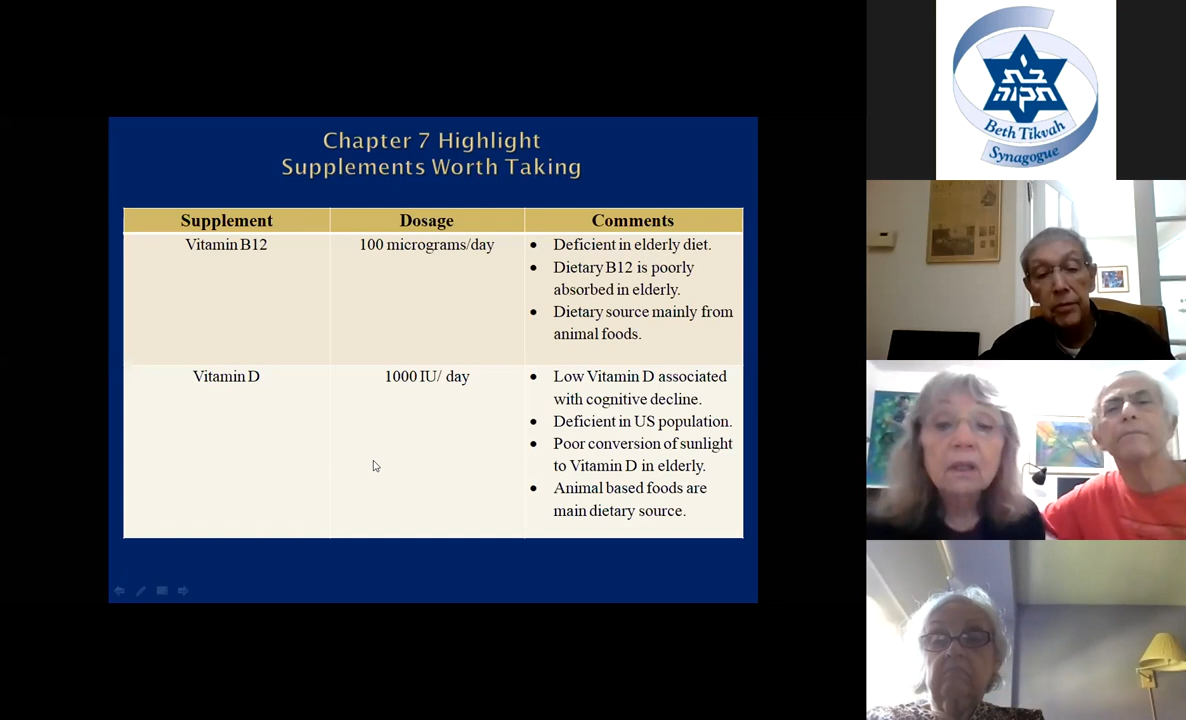 Chapter 7 Highlight
Supplements Worth Taking
Supplement Dosage Comments
Vitamin B12 100 micrograms/day • Deficient in elderly diet.
• Dietary B12 is poorly
absorbed in elderly.
• Dietary source mainly from
animal foods.
Vitamin D 1000 IU/ day • Low Vitamin D associated
with cognitive decline.
• Deficient in US population.
• Poor conversion of sunlight
to Vitamin D in elderly.
• Animal based foods are
main dietary source.
בת
תקוה
Beth Tikvah
Synagogue